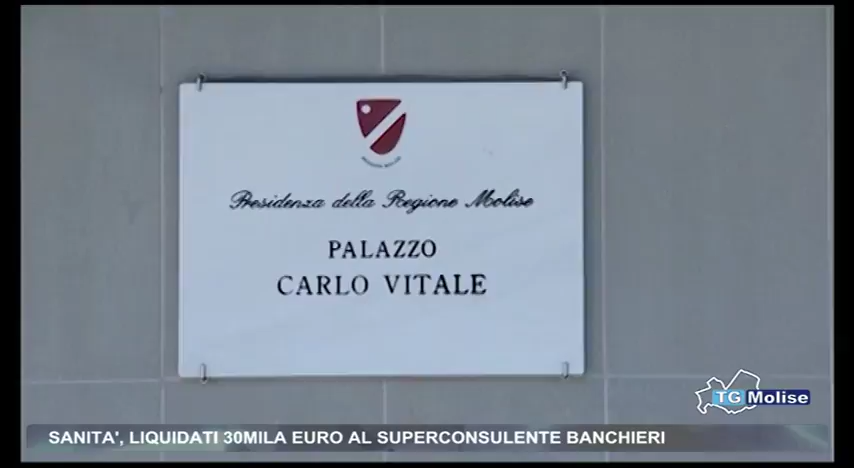 Presidenza della Regione Molise
PALAZZO
CARLO VITALE
TG Molise
SANITA', LIQUIDATI 30MILA EURO AL SUPERCONSULENTE BANCHIERI